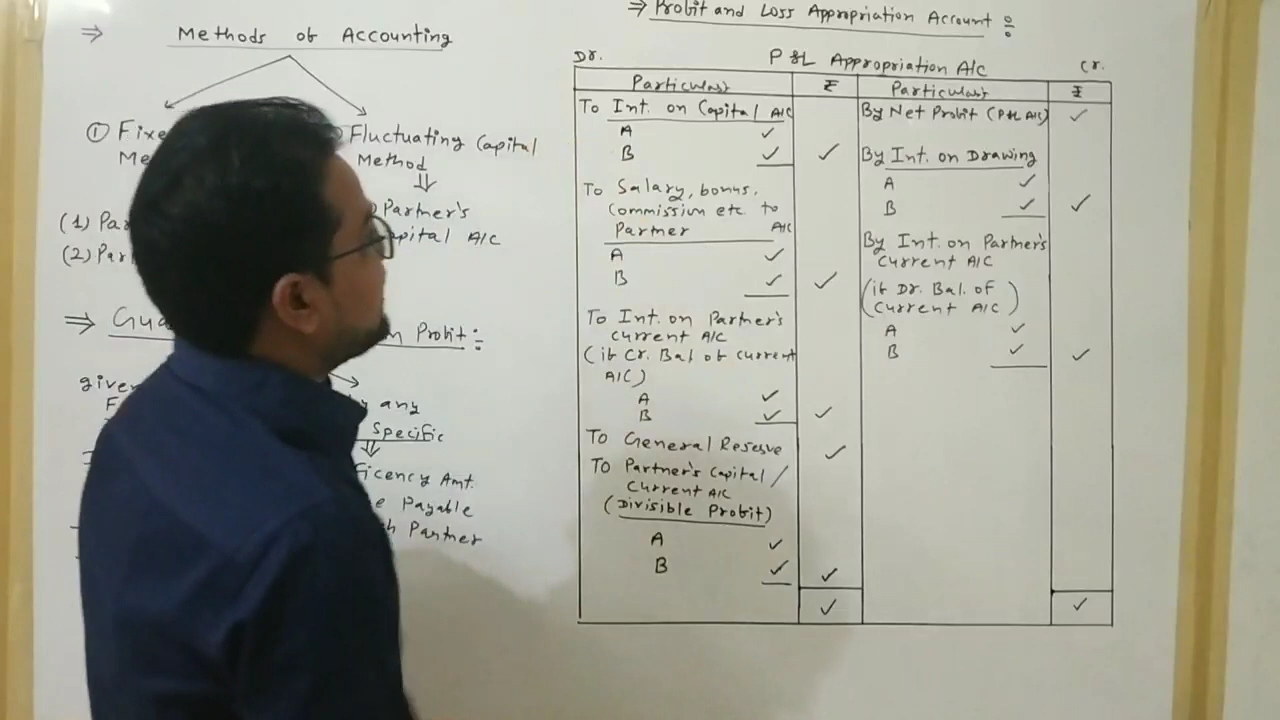 ⇒ Methods of Accounting
① Fixe
Me
Fluctuating Capital
Method
⇓
Partner's
apital A/C
(1) Par
(2) Par
⇒ Gua
n Profit :-
given
F
by any
Specific
⇓
ficency Amt.
e Payable
h Partner
⇒ Profit and Loss Appropriation Account :-
Dr. P &L Appropriation A/C Cr.
Particulars ₹ Particulars ₹
To Int. on Capital A/C
A ✓
B ✓ ✓
To Salary, bonus,
Commission etc. to
Partner A/C
A ✓
B ✓ ✓
To Int. on Partner's
Current A/C
(if Cr. Bal of Current
A/C)
A ✓
B ✓ ✓
To General Reserve ✓
To Partner's Capital /
Current A/C
(Divisible Profit)
A ✓
B ✓ ✓
✓
By Net Profit (P&L A/C) ✓
By Int. on Drawing
A ✓
B ✓ ✓
By Int. on Partner's
Current A/C
(if Dr. Bal. of
Current A/C)
A ✓
B ✓ ✓
✓